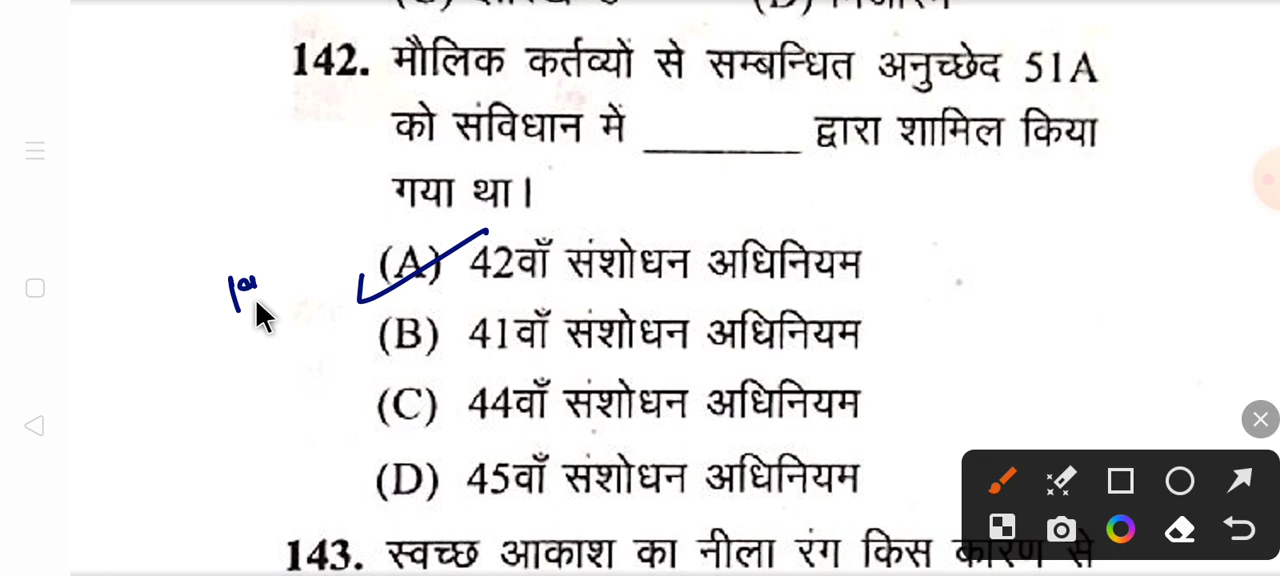 142. मौलिक कर्तव्यों से सम्बन्धित अनुच्छेद 51A
को संविधान में ________ द्वारा शामिल किया
गया था।
(A) 42वाँ संशोधन अधिनियम
(B) 41वाँ संशोधन अधिनियम
(C) 44वाँ संशोधन अधिनियम
(D) 45वाँ संशोधन अधिनियम
143. स्वच्छ आकाश का नीला रंग किस कारण से